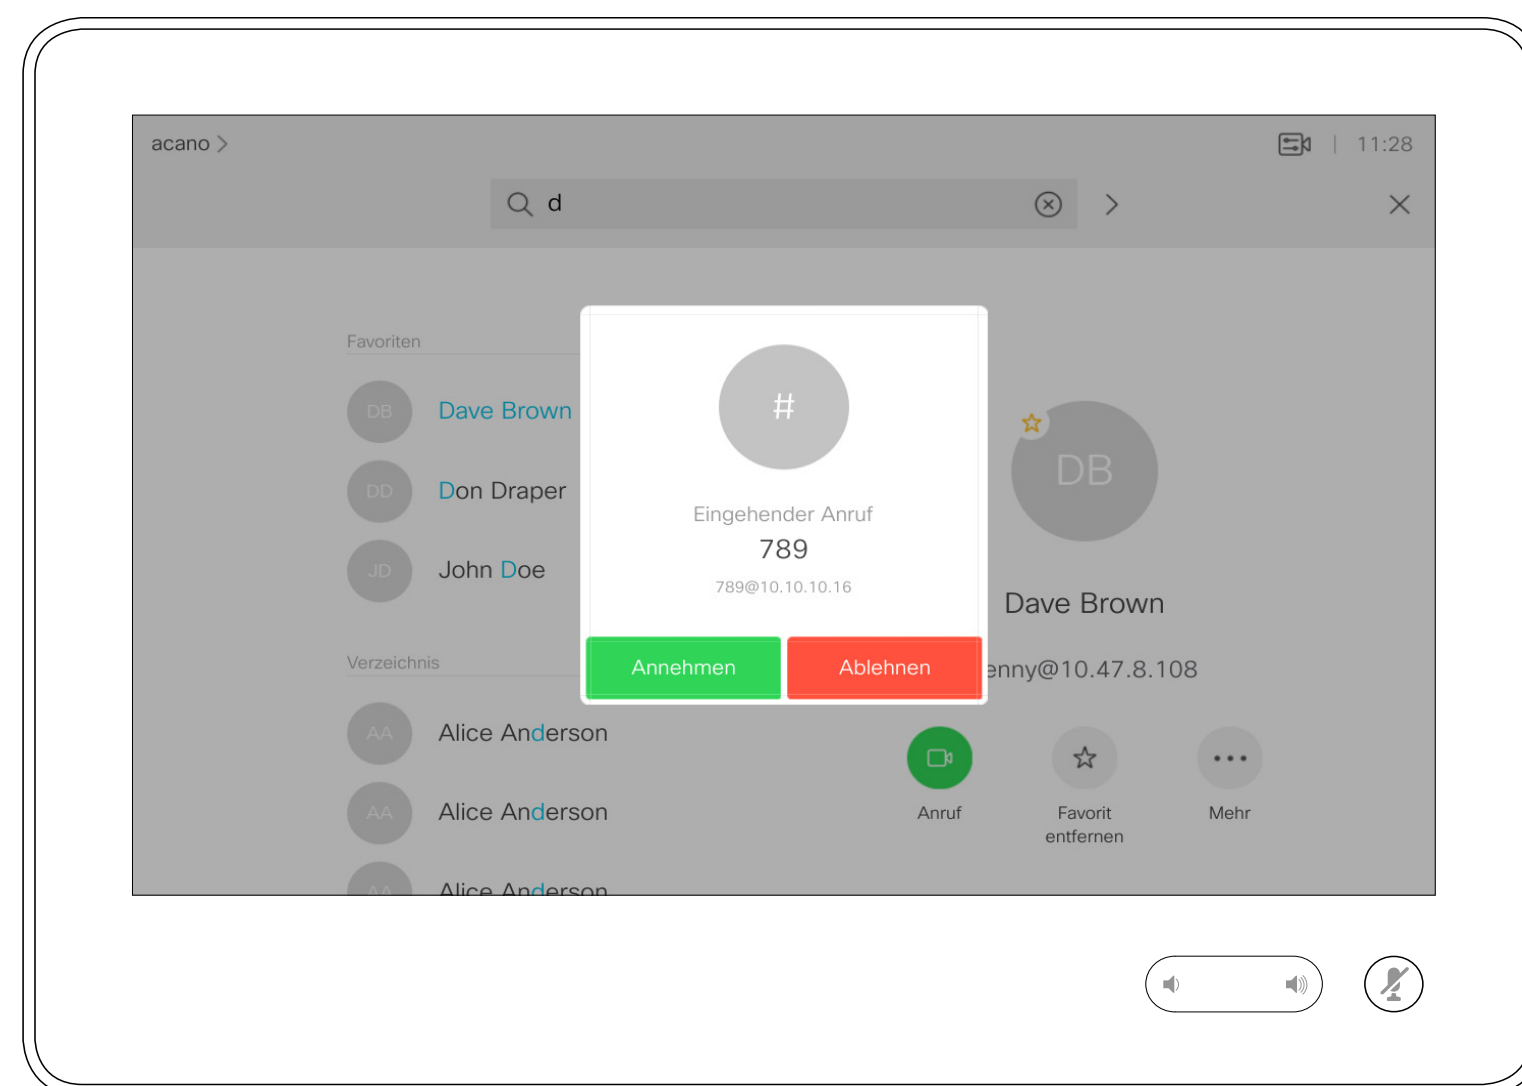 acano
11:28
d
Favoriten
DB
Dave Brown
DD
Don Draper
JD
John Doe
Verzeichnis
AA
Alice Anderson
AA
Alice Anderson
AA
Alice Anderson
#
Eingehender Anruf
789
789@10.10.10.16
Annehmen
Ablehnen
DB
Dave Brown
enny@10.47.8.108
Anruf
Favorit
entfernen
Mehr